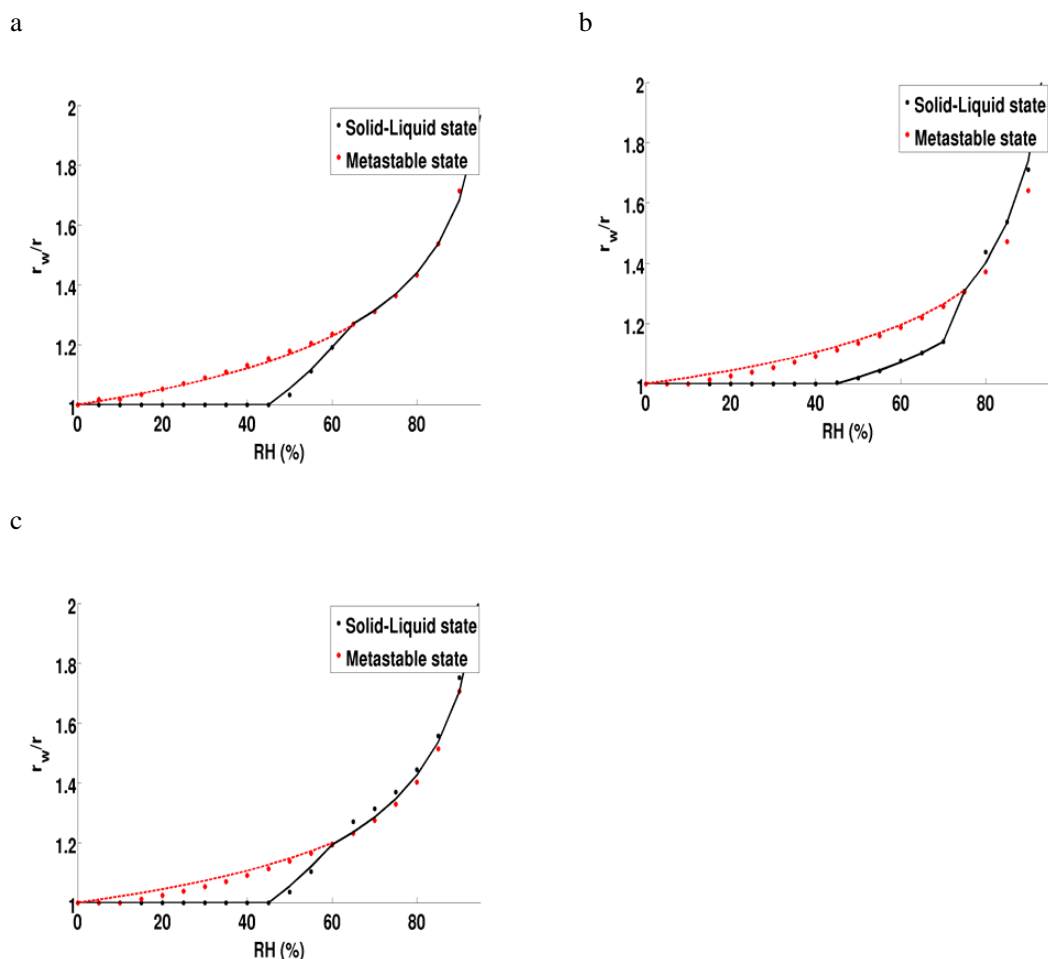 a
b
2
1.8
1.6
1.4
1.2
1
r_w/r
0 20 40 60 80
RH (%)
Solid-Liquid state
Metastable state
2
1.8
1.6
1.4
1.2
1
r_w/r
0 20 40 60 80
RH (%)
Solid-Liquid state
Metastable state
c
2
1.8
1.6
1.4
1.2
1
r_w/r
0 20 40 60 80
RH (%)
Solid-Liquid state
Metastable state